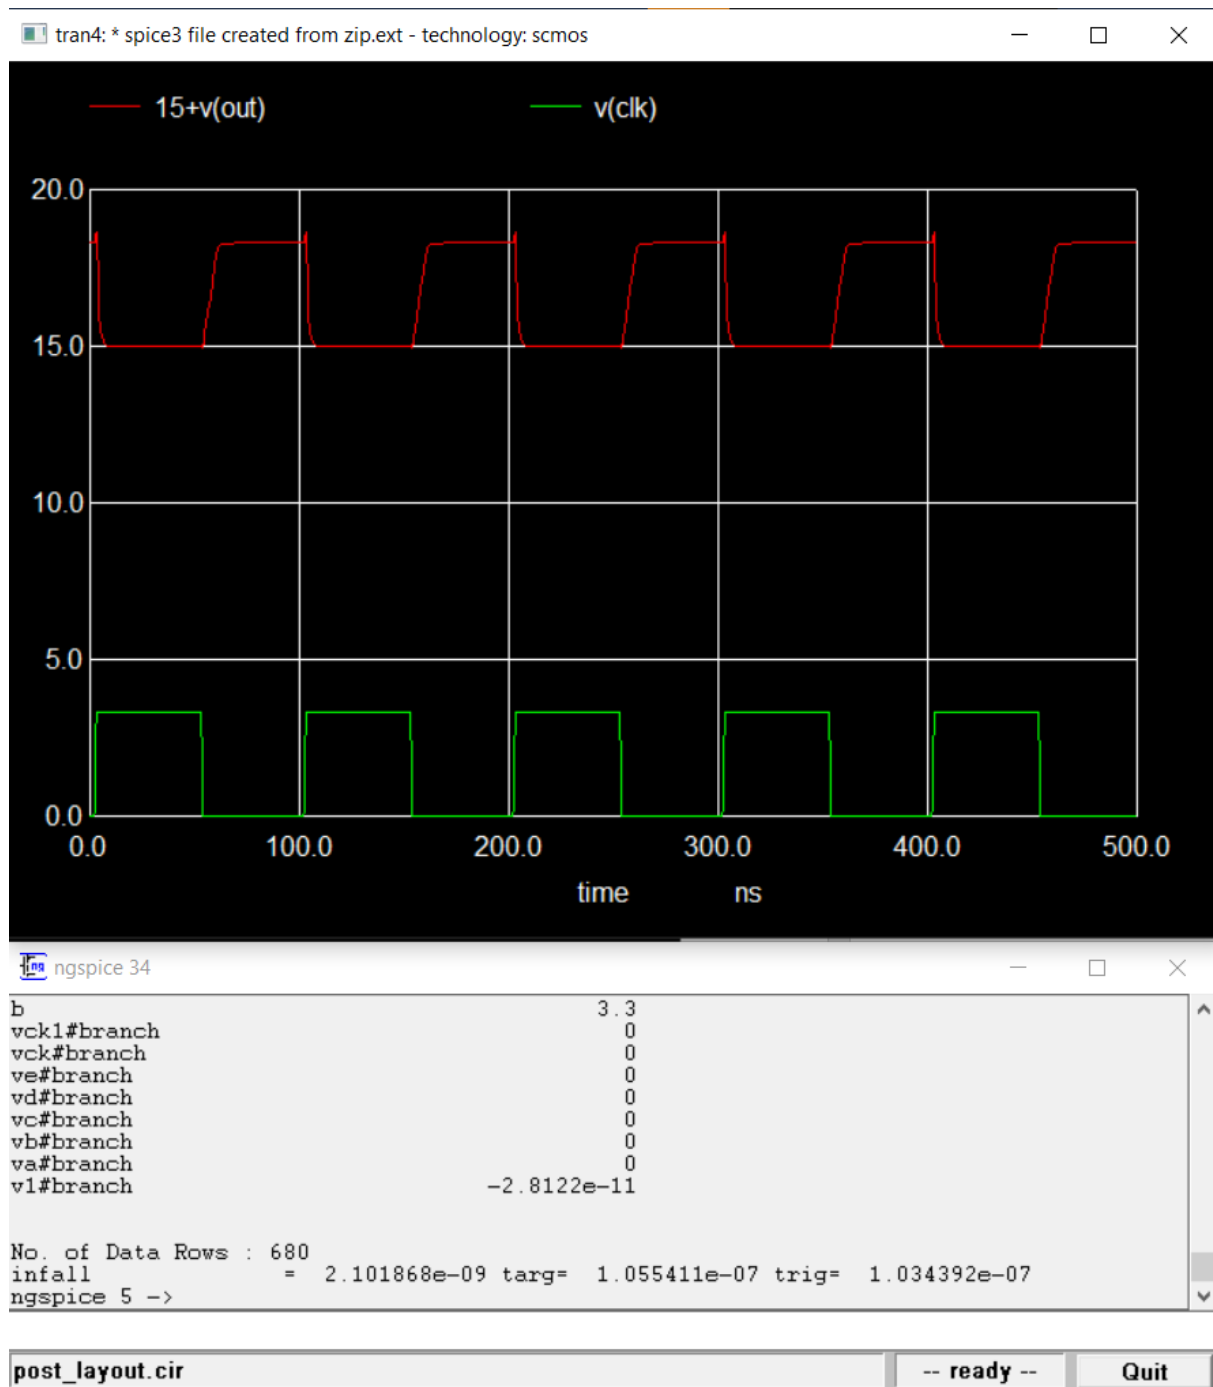 tran4: * spice3 file created from zip.ext - technology: scmos
15+v(out) v(clk)
20.0
15.0
10.0
5.0
0.0
0.0 100.0 200.0 300.0 400.0 500.0
time ns
ngspice 34
b 3.3
vck1#branch 0
vck#branch 0
ve#branch 0
vd#branch 0
vc#branch 0
vb#branch 0
va#branch 0
v1#branch -2.8122e-11
No. of Data Rows : 680
infall = 2.101868e-09 targ= 1.055411e-07 trig= 1.034392e-07
ngspice 5 ->
post_layout.cir -- ready -- Quit